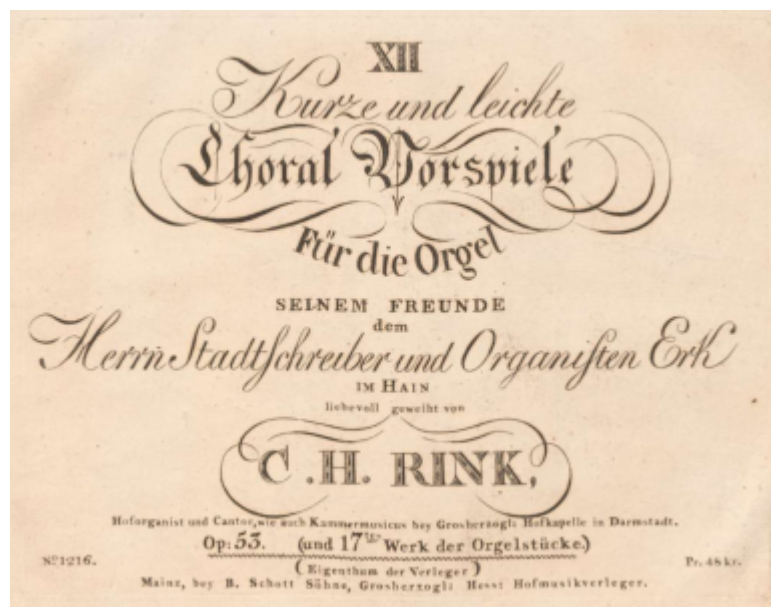 XII
Kurze und leichte
Choral Vorspiele
Für die Orgel
SEINEM FREUNDE
dem
Herrn Stadtschreiber und Organisten Erk
IM HAIN
liebevoll geweiht von
C. H. RINK,
Hoforganist und Cantor, wie auch Kammermusicus bey Grosherzogl: Hofkapelle in Darmstadt.
Op: 53. (und 17tes Werk der Orgelstücke.)
(Eigenthum der Verleger)
No 1216. Pr. 48 kr.
Mainz, bey B. Schott Söhne, Grosherzogl: Hess: Hofmusikverleger.